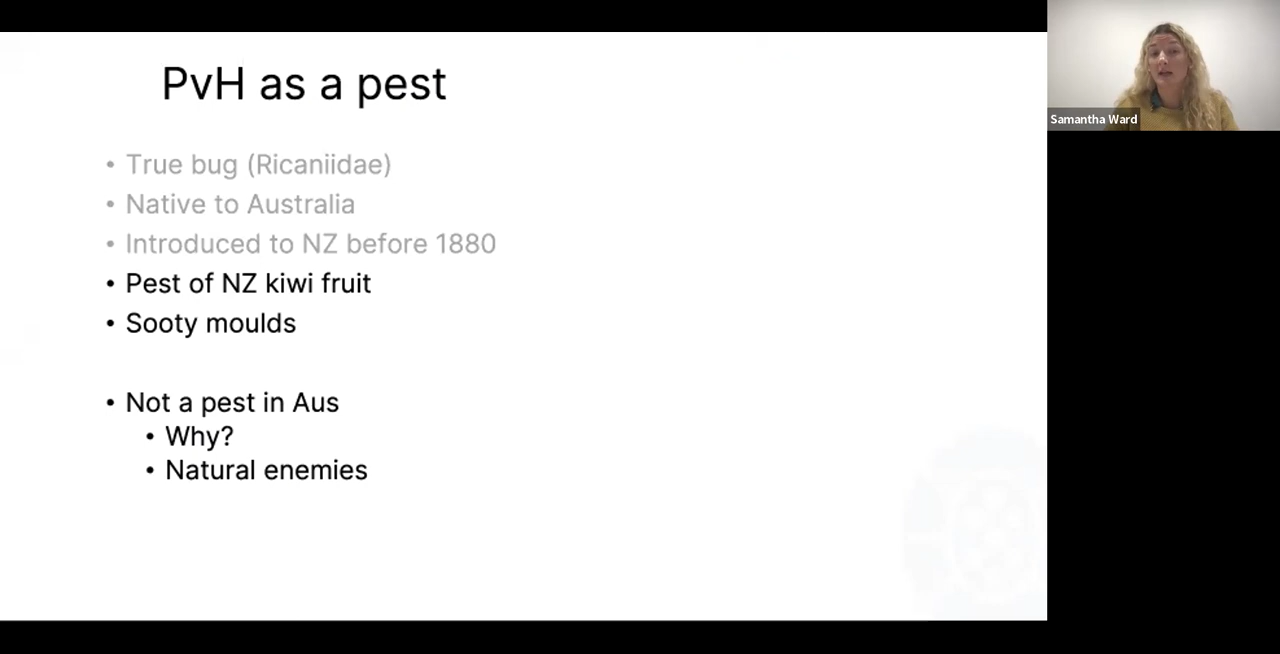 PvH as a pest
• True bug (Ricaniidae)
• Native to Australia
• Introduced to NZ before 1880
• Pest of NZ kiwi fruit
• Sooty moulds
• Not a pest in Aus
• Why?
• Natural enemies
Samantha Ward